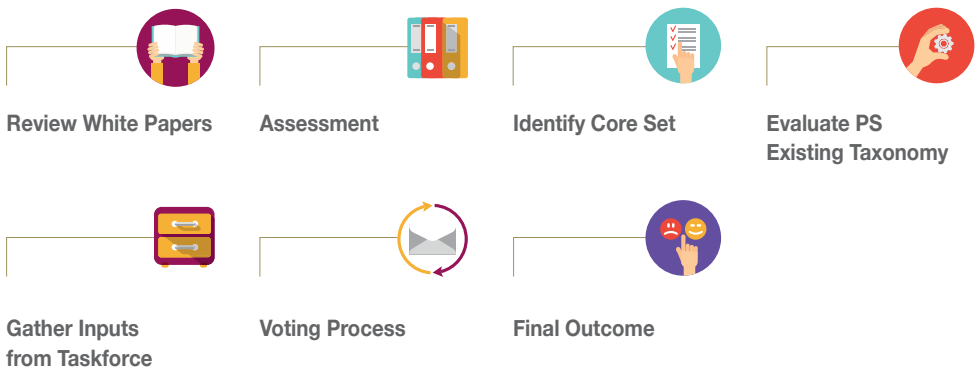 Review White Papers
Assessment
Identify Core Set
Evaluate PS
Existing Taxonomy
Gather Inputs
from Taskforce
Voting Process
Final Outcome